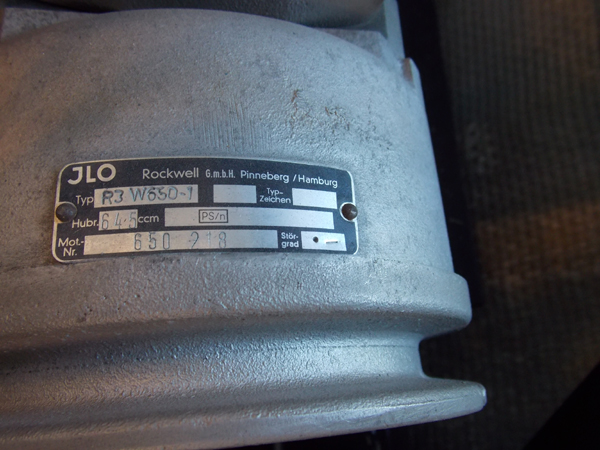 JLO Rockwell G.m.b.H. Pinneberg / Hamburg
Typ R3 W650-1 Typ-Zeichen
Hubr. 645 ccm PS/n
Mot.-Nr. 650 218 Stör-grad • –